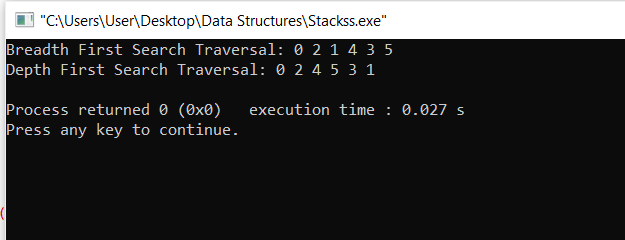 "C:\Users\User\Desktop\Data Structures\Stackss.exe"
Breadth First Search Traversal: 0 2 1 4 3 5
Depth First Search Traversal: 0 2 4 5 3 1
Process returned 0 (0x0)   execution time : 0.027 s
Press any key to continue.
(